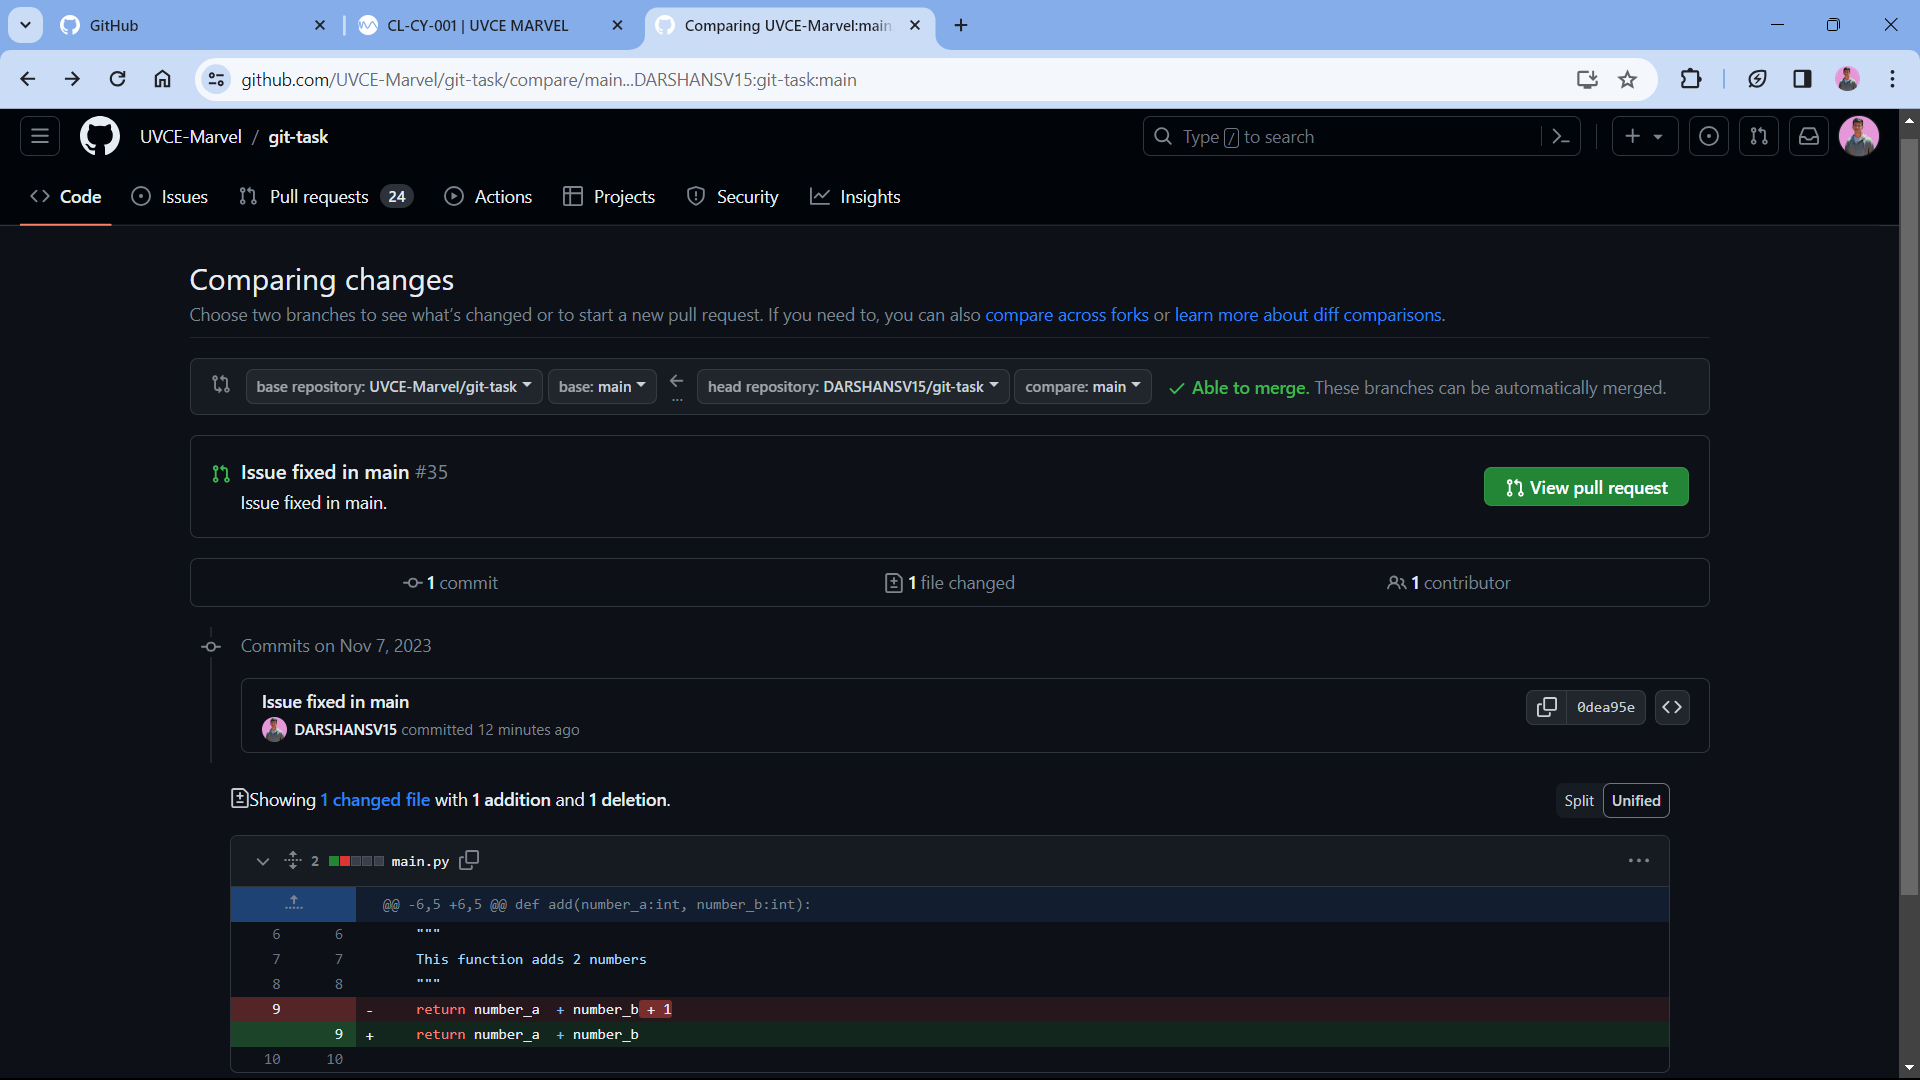 GitHub
CL-CY-001 | UVCE MARVEL
Comparing UVCE-Marvel:main
github.com/UVCE-Marvel/git-task/compare/main...DARSHANSV15:git-task:main
UVCE-Marvel / git-task
Type / to search
Code
Issues
Pull requests 24
Actions
Projects
Security
Insights
Comparing changes
Choose two branches to see what's changed or to start a new pull request. If you need to, you can also compare across forks or learn more about diff comparisons.
base repository: UVCE-Marvel/git-task base: main ... head repository: DARSHANSV15/git-task compare: main Able to merge. These branches can be automatically merged.
Issue fixed in main #35
Issue fixed in main.
View pull request
1 commit
1 file changed
1 contributor
Commits on Nov 7, 2023
Issue fixed in main
DARSHANSV15 committed 12 minutes ago
0dea95e
Showing 1 changed file with 1 addition and 1 deletion.
Split Unified
2 main.py
@@ -6,5 +6,5 @@ def add(number_a:int, number_b:int):
6 6 """
7 7 This function adds 2 numbers
8 8 """
9 - return number_a  + number_b + 1
9 + return number_a  + number_b
10 10